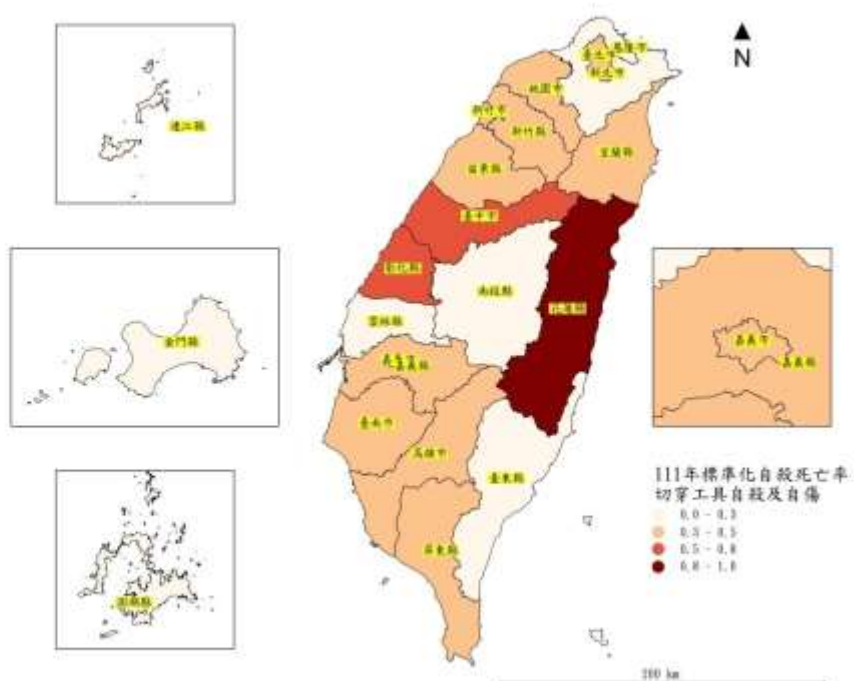 N
連江縣
基隆市
臺北市
新北市
桃園市
新竹市
新竹縣
宜蘭縣
苗栗縣
臺中市
彰化縣
南投縣
花蓮縣
雲林縣
金門縣
嘉義縣
嘉義市
嘉義縣
臺南市
高雄市
臺東縣
屏東縣
澎湖縣
111年標準化自殺死亡率
切穿工具自殺及自傷
0.0 - 0.3
0.3 - 0.5
0.5 - 0.8
0.8 - 1.8
200 km